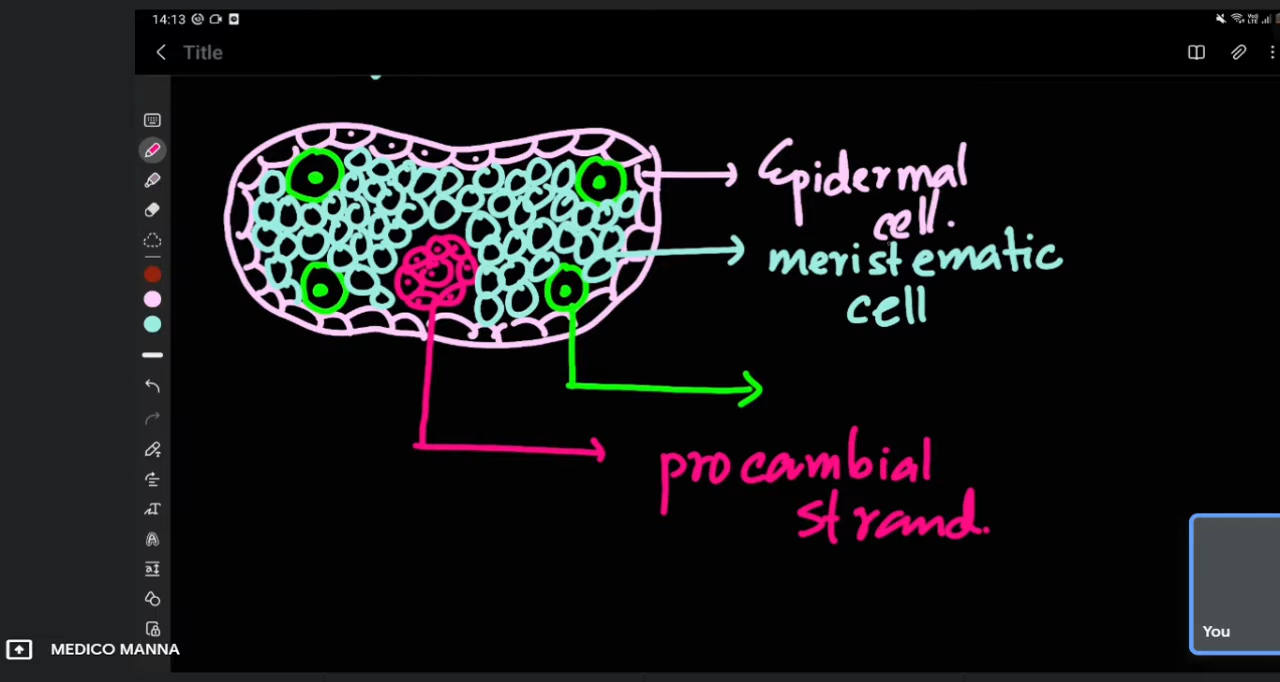 14:13
Title
Epidermal
cell.
meristematic
cell
procambial
strand.
You
MEDICO MANNA